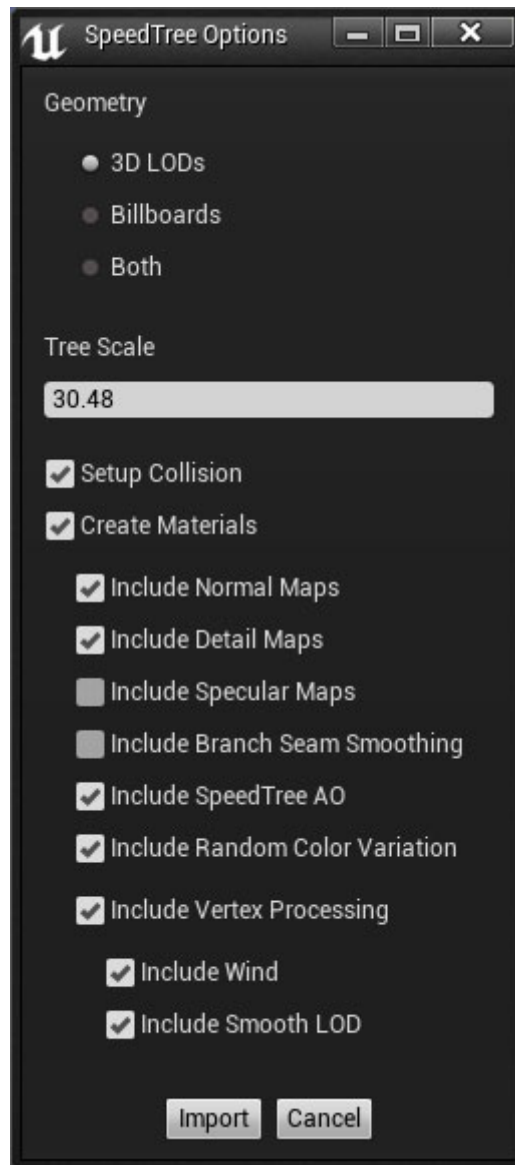 SpeedTree Options
Geometry
3D LODs
Billboards
Both
Tree Scale
30.48
Setup Collision
Create Materials
Include Normal Maps
Include Detail Maps
Include Specular Maps
Include Branch Seam Smoothing
Include SpeedTree AO
Include Random Color Variation
Include Vertex Processing
Include Wind
Include Smooth LOD
Import Cancel